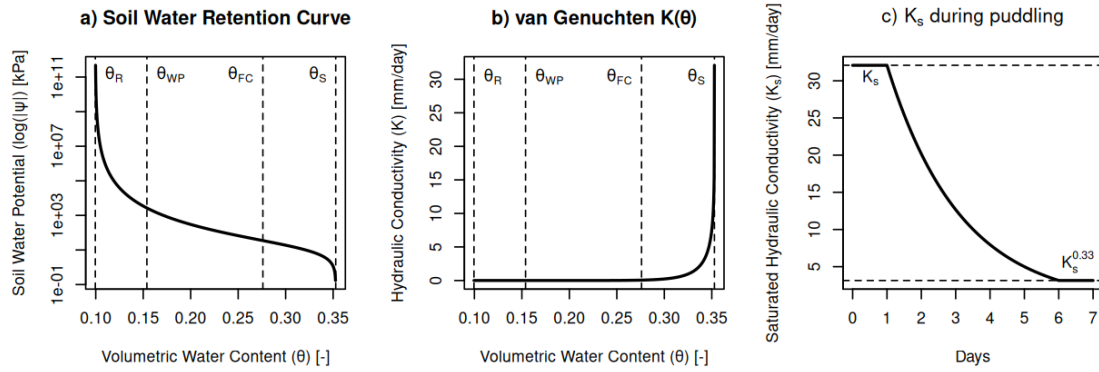 a) Soil Water Retention Curve
Soil Water Potential (log(|ψ|) [kPa]
1e+11
1e+07
1e+03
1e-01
θR
θWP
θFC
θS
0.10 0.15 0.20 0.25 0.30 0.35
Volumetric Water Content (θ) [-]
b) van Genuchten K(θ)
Hydraulic Conductivity (K) [mm/day]
30
25
20
15
10
5
0
θR
θWP
θFC
θS
0.10 0.15 0.20 0.25 0.30 0.35
Volumetric Water Content (θ) [-]
c) Ks during puddling
Saturated Hydraulic Conductivity (Ks) [mm/day]
30
25
20
15
10
5
Ks
Ks^0.33
0 1 2 3 4 5 6 7
Days